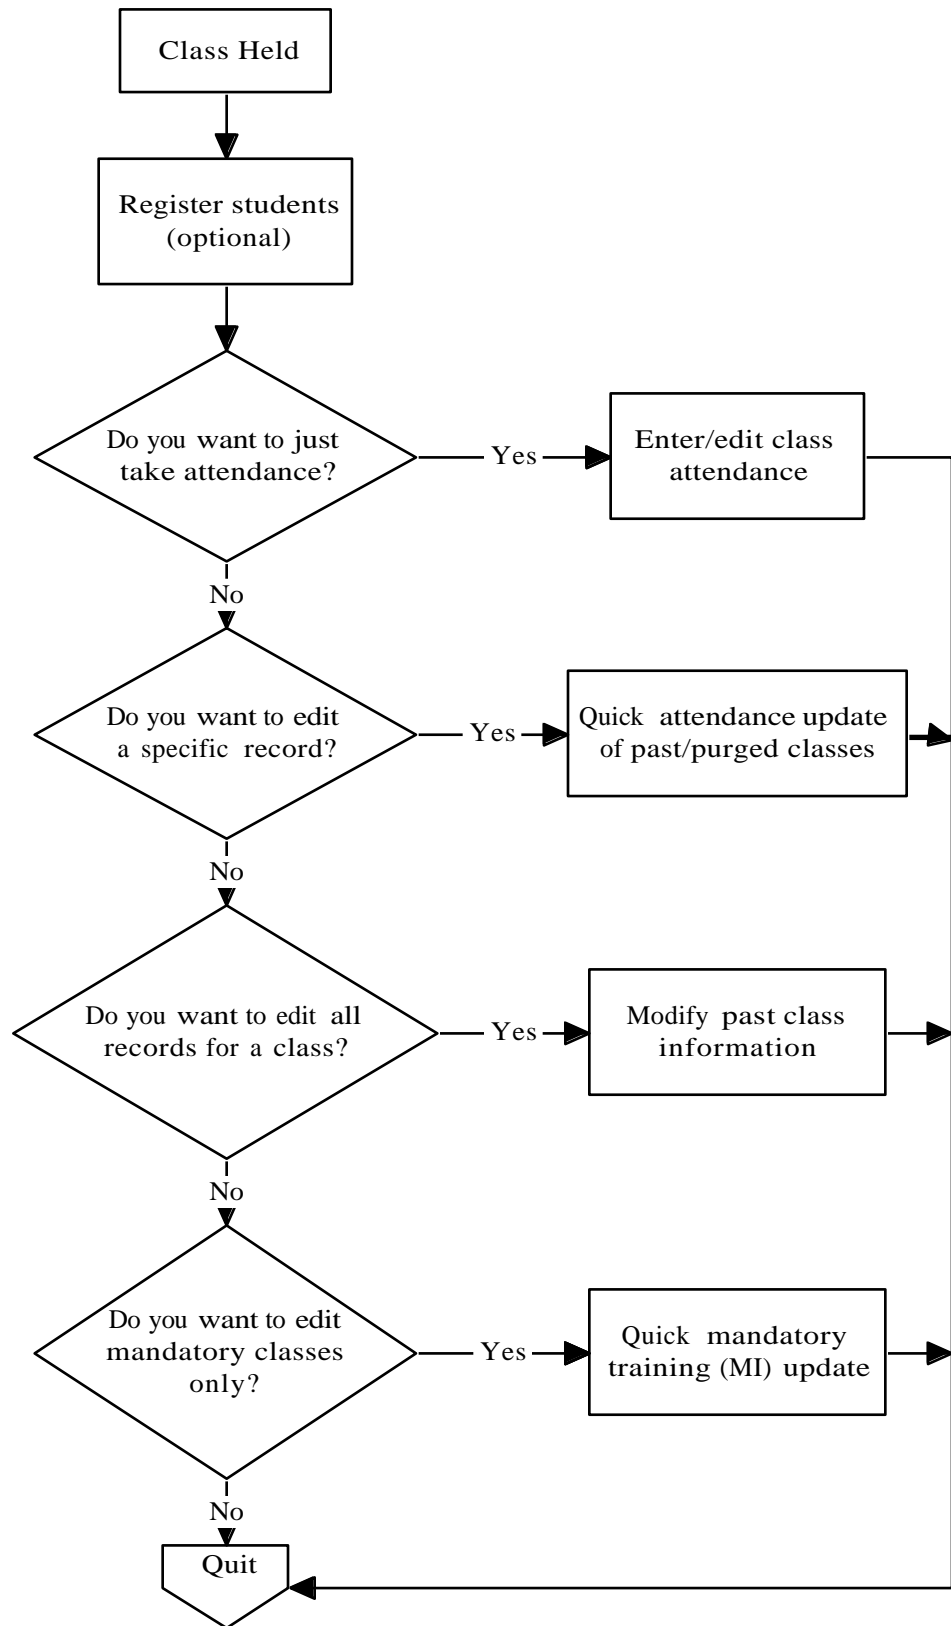 Class Held
Register students
(optional)
Do you want to just
take attendance?
Yes
Enter/edit class
attendance
No
Do you want to edit
a specific record?
Yes
Quick attendance update
of past/purged classes
No
Do you want to edit all
records for a class?
Yes
Modify past class
information
No
Do you want to edit
mandatory classes
only?
Yes
Quick mandatory
training (MI) update
No
Quit